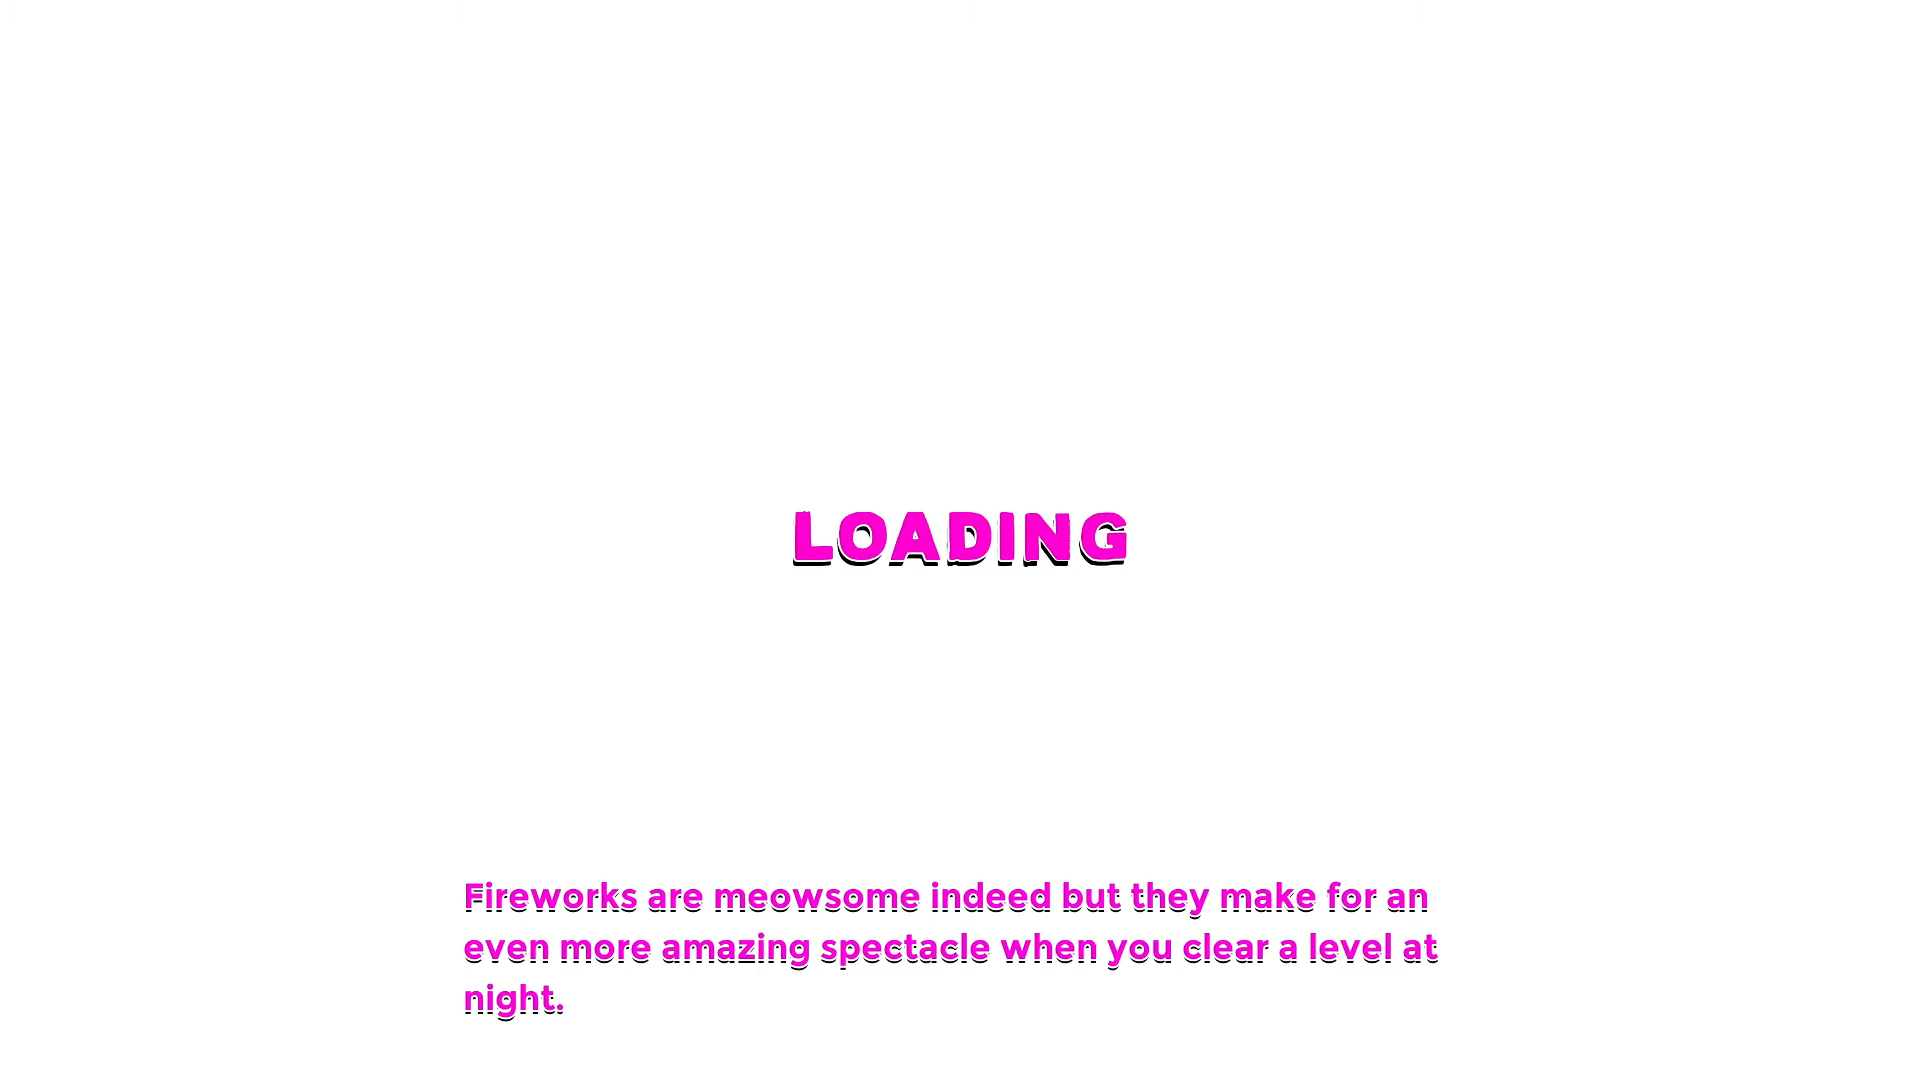 LOADING
Fireworks are meowsome indeed but they make for an
even more amazing spectacle when you clear a level at
night.